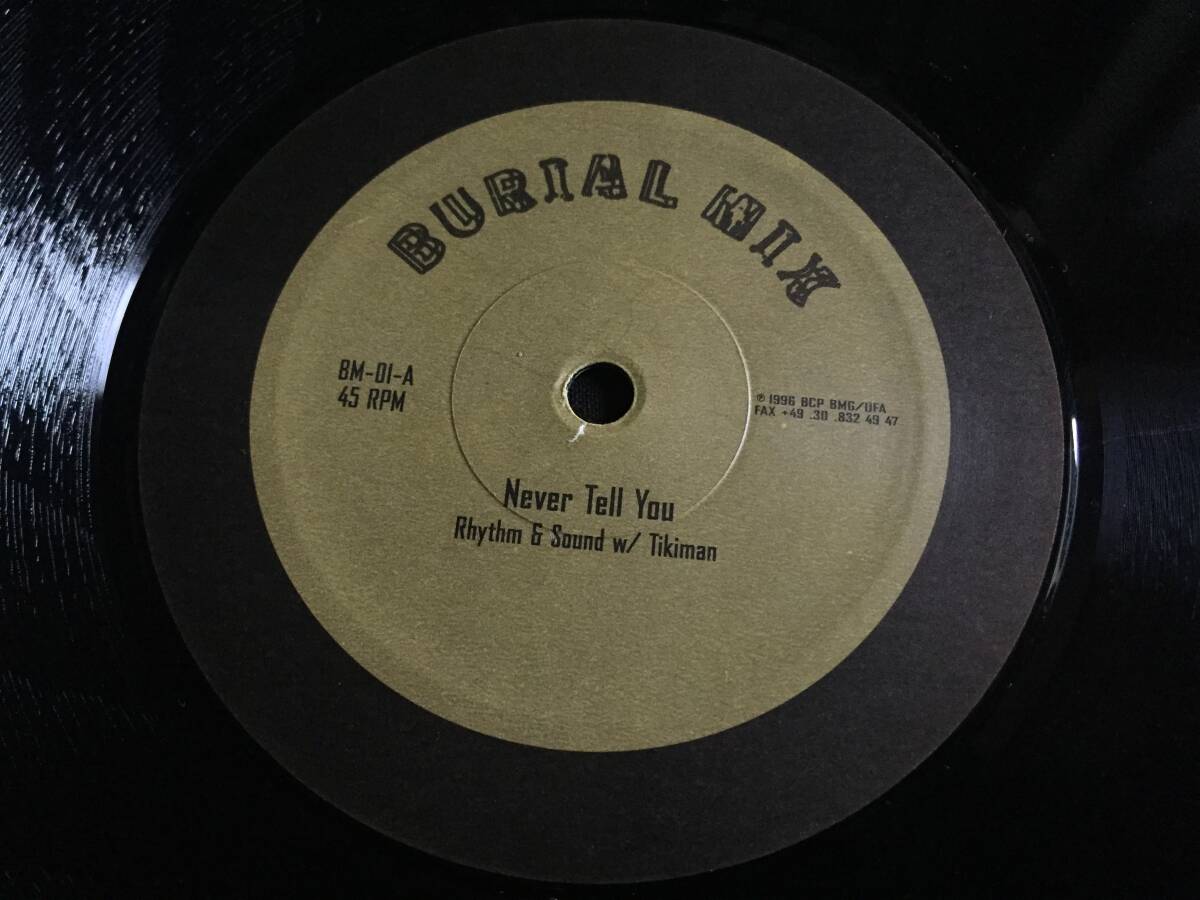 BURIAL MIX
BM-01-A
45 RPM
℗ 1996 BCP BMG/UFA
FAX +49 .30 .832 49 47
Never Tell You
Rhythm & Sound w/ Tikiman